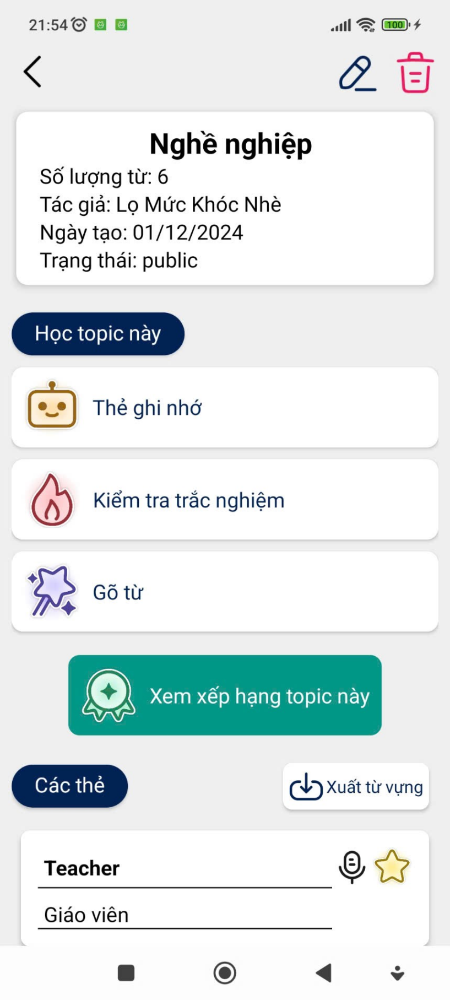 21:54
100
Nghề nghiệp
Số lượng từ: 6
Tác giả: Lọ Mức Khóc Nhè
Ngày tạo: 01/12/2024
Trạng thái: public
Học topic này
Thẻ ghi nhớ
Kiểm tra trắc nghiệm
Gõ từ
Xem xếp hạng topic này
Các thẻ
Xuất từ vựng
Teacher
Giáo viên